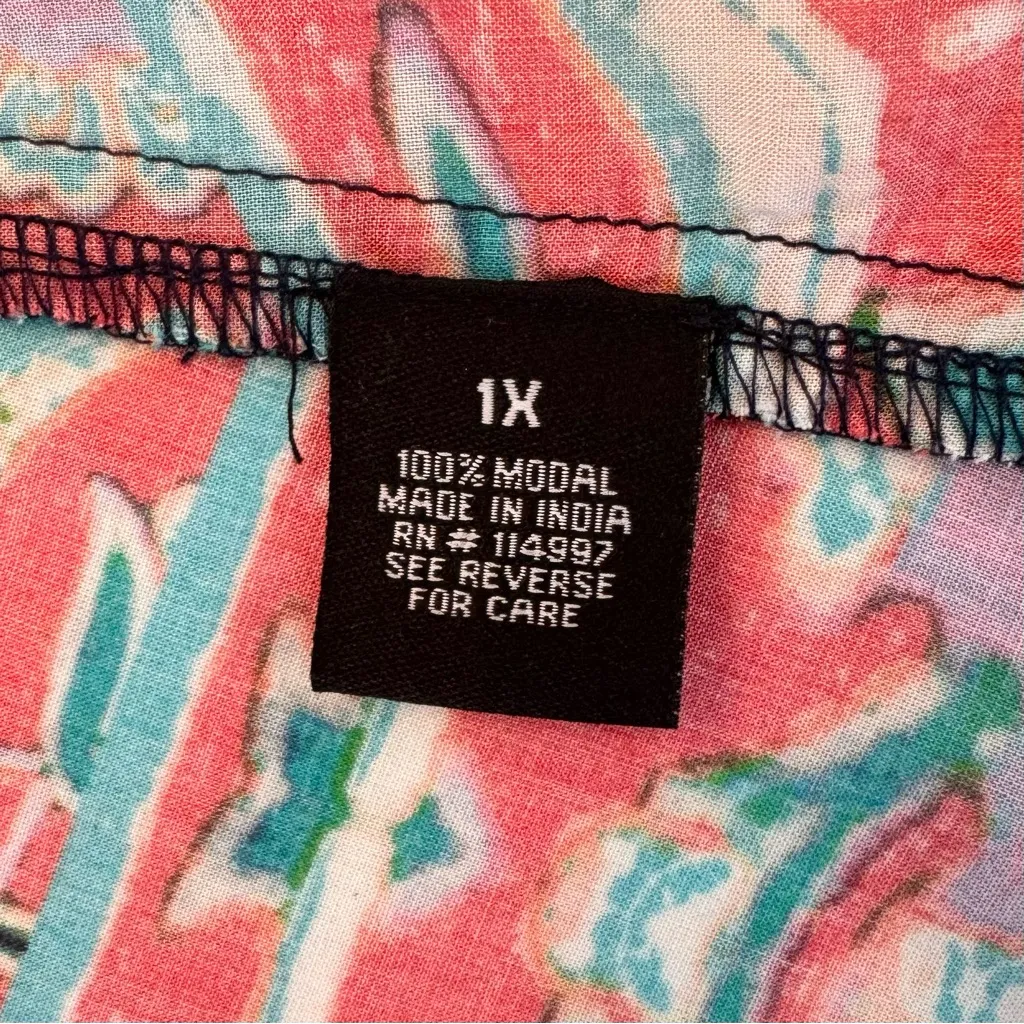 1X
100% MODAL
MADE IN INDIA
RN # 114997
SEE REVERSE
FOR CARE